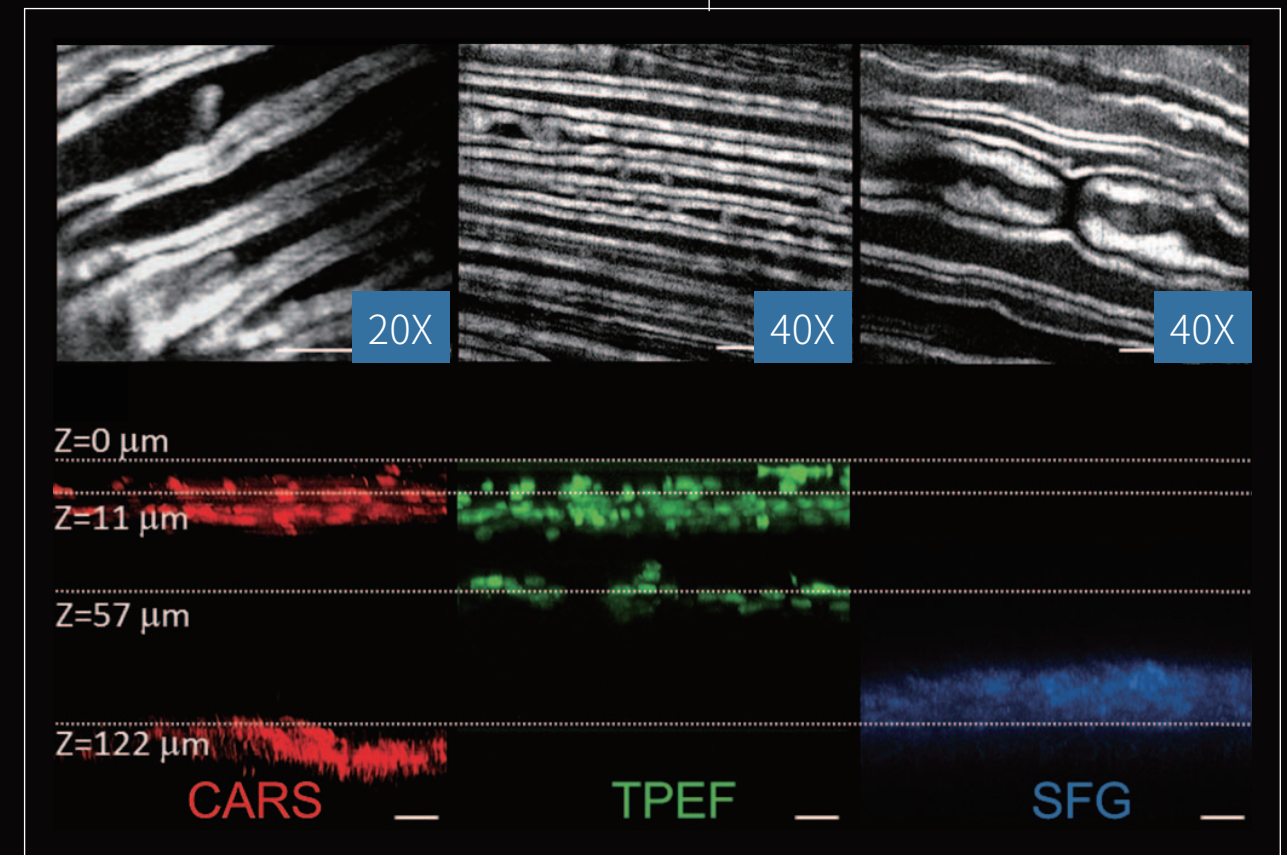 20X
40X
40X
Z=0 μm
Z=11 μm
Z=57 μm
Z=122 μm
CARS
TPEF
SFG